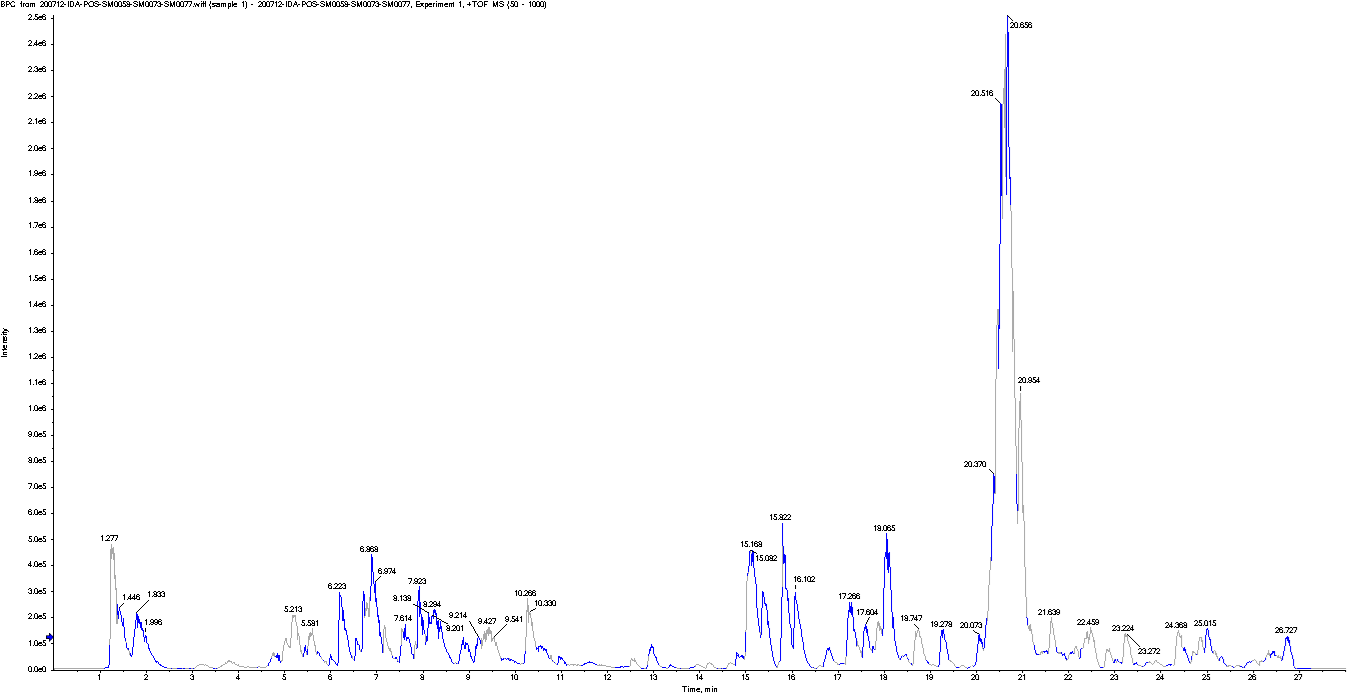 BPC from 200712-IDA-POS-SM0059-SM0073-SM0077.wiff (sample 1) - 200712-IDA-POS-SM0059-SM0073-SM0077, Experiment 1, +TOF MS (50 - 1000)
2.5e6
20.656
2.4e6
2.3e6
20.516
2.2e6
2.1e6
2.0e6
1.9e6
1.8e6
1.7e6
1.6e6
1.5e6
1.4e6
1.3e6
Intensity
1.2e6
1.1e6
20.954
1.0e6
9.0e5
8.0e5
20.370
7.0e5
6.0e5
15.822
5.0e5
18.065
1.277
15.168
6.868
15.082
4.0e5
6.974
7.923
16.102
3.0e5
6.223
1.446
1.833
8.139
8.294
10.266
17.266
10.330
2.0e5
1.996
5.213
5.591
7.614
8.201
9.214
9.427
9.541
17.604
18.747
19.278
20.073
21.639
22.459
23.224
24.368
25.015
26.727
1.0e5
23.272
0.0e0
1 2 3 4 5 6 7 8 9 10 11 12 13 14 15 16 17 18 19 20 21 22 23 24 25 26 27
Time, min